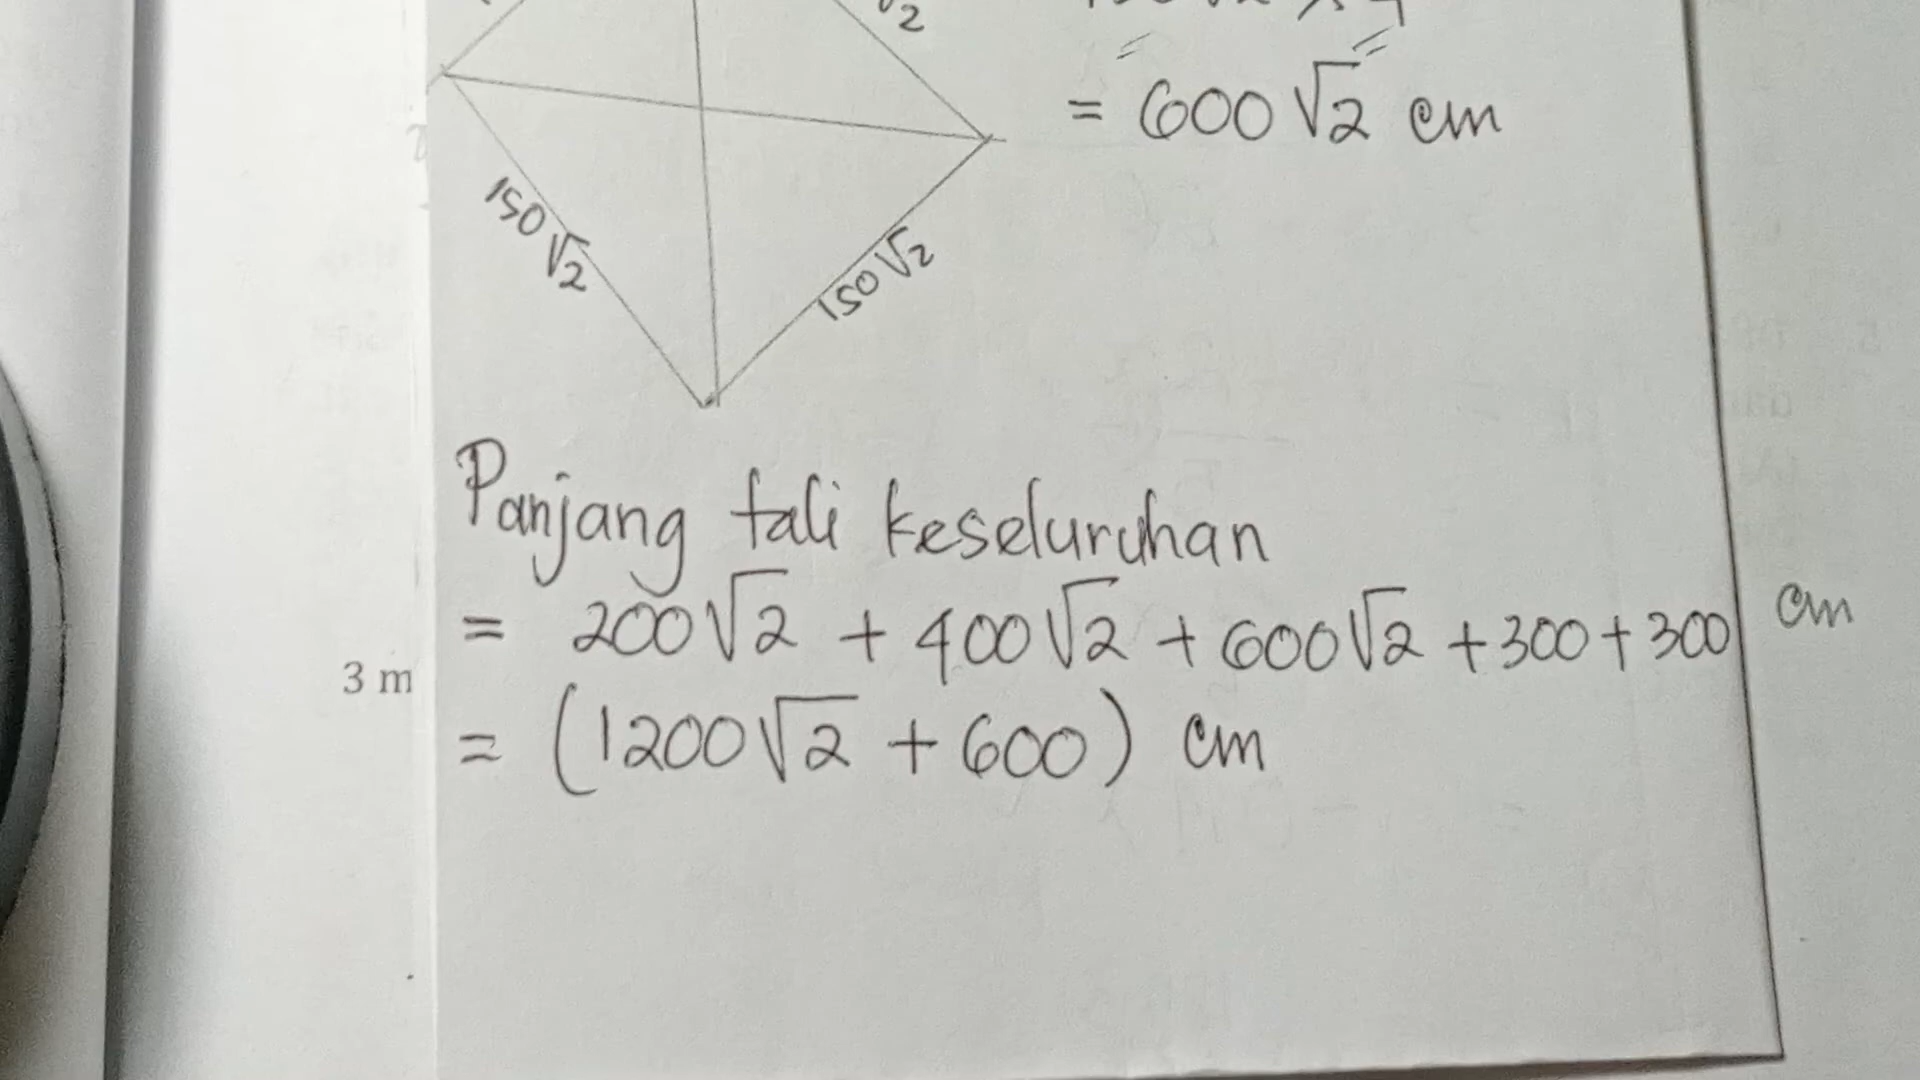 √2
= 600√2 cm
150√2
150√2
Panjang tali keseluruhan
= 200√2 + 400√2 + 600√2 + 300 + 300 cm
3 m
= (1200√2 + 600) cm